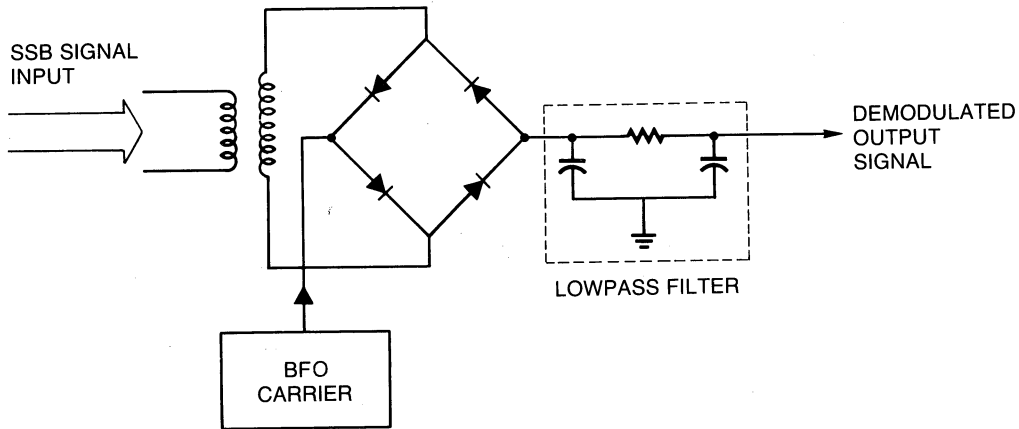 SSB SIGNAL
INPUT
DEMODULATED
OUTPUT
SIGNAL
LOWPASS FILTER
BFO
CARRIER